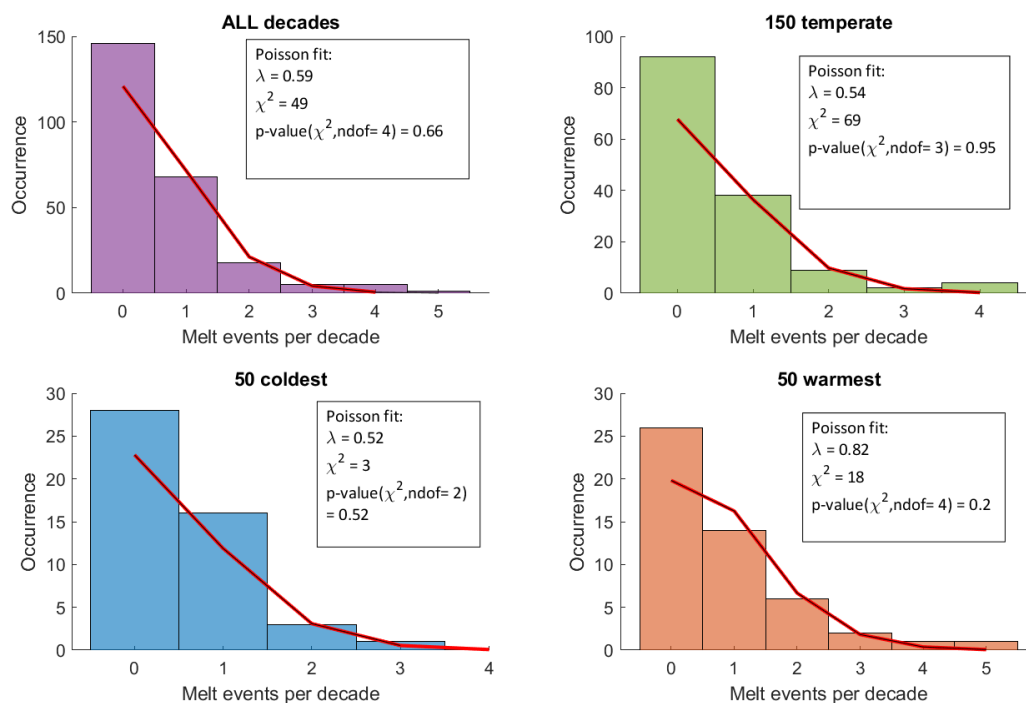 ALL decades
150
100
50
0
Occurrence
Poisson fit:
λ = 0.59
χ² = 49
p-value(χ²,ndof= 4) = 0.66
0 1 2 3 4 5
Melt events per decade
150 temperate
100
80
60
40
20
0
Occurrence
Poisson fit:
λ = 0.54
χ² = 69
p-value(χ²,ndof= 3) = 0.95
0 1 2 3 4
Melt events per decade
50 coldest
30
25
20
15
10
5
0
Occurrence
Poisson fit:
λ = 0.52
χ² = 3
p-value(χ²,ndof= 2)
= 0.52
0 1 2 3 4
Melt events per decade
50 warmest
30
25
20
15
10
5
0
Occurrence
Poisson fit:
λ = 0.82
χ² = 18
p-value(χ²,ndof= 4) = 0.2
0 1 2 3 4 5
Melt events per decade